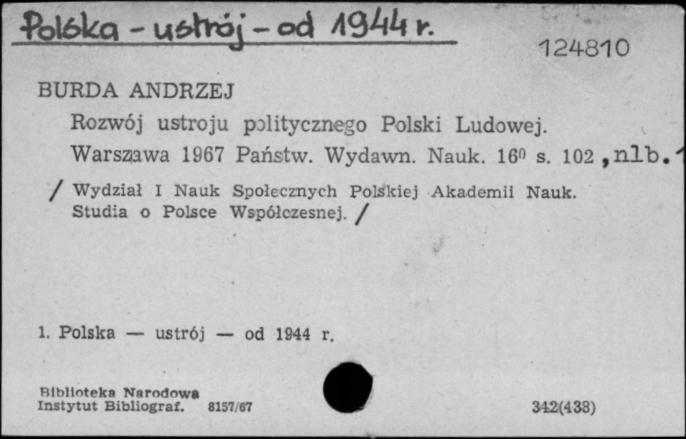 Polska - ustrój - od 1944 r.
124810
BURDA ANDRZEJ
Rozwój ustroju politycznego Polski Ludowej.
Warszawa 1967 Państw. Wydawn. Nauk. 16⁰ s. 102, nlb. 1
/ Wydział I Nauk Społecznych Polskiej Akademii Nauk.
Studia o Polsce Współczesnej. /
1. Polska — ustrój — od 1944 r.
Biblioteka Narodowa
Instytut Bibliograf. 8157/67
342(438)